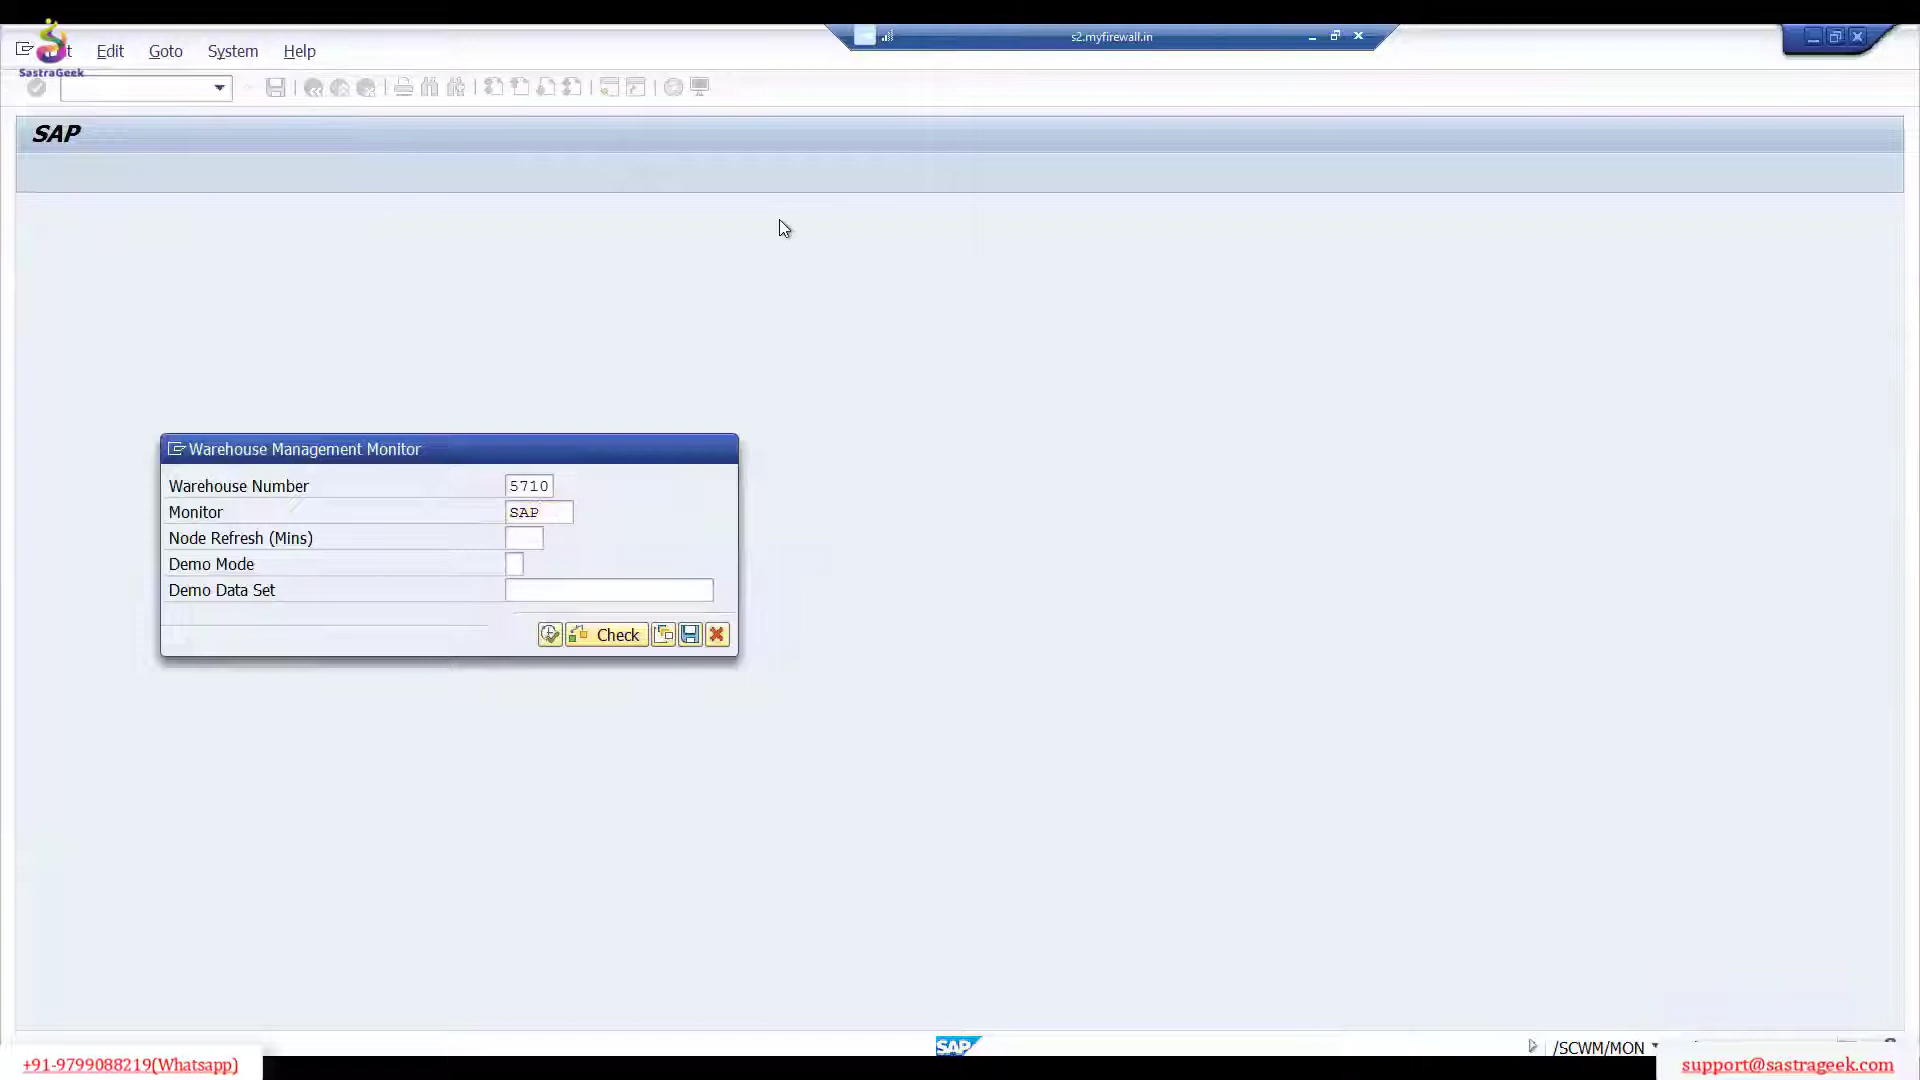 s2.myfirewall.in
Edit Goto System Help
SastraGeek
SAP
Warehouse Management Monitor
Warehouse Number 5710
Monitor SAP
Node Refresh (Mins)
Demo Mode
Demo Data Set
Check
SAP
/SCWM/MON
+91-9799088219(Whatsapp)
support@sastrageek.com